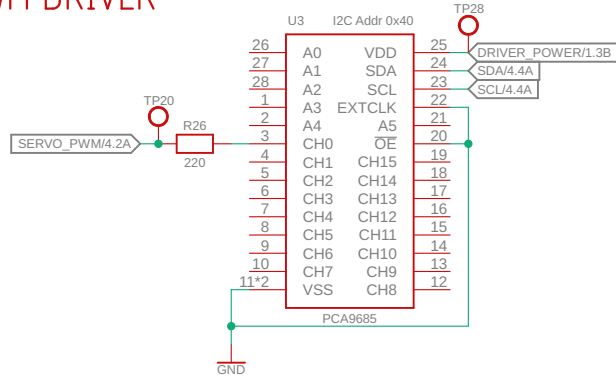 DRIVER
TP28
U3 I2C Addr 0x40
26 A0 VDD 25 DRIVER_POWER/1.3B
27 A1 SDA 24 SDA/4.4A
28 A2 SCL 23 SCL/4.4A
1 A3 EXTCLK 22
TP20
2 A4 A5 21
R26
SERVO_PWM/4.2A 3 CH0 OE 20
220
4 CH1 CH15 19
5 CH2 CH14 18
6 CH3 CH13 17
7 CH4 CH12 16
8 CH5 CH11 15
9 CH6 CH10 14
10 CH7 CH9 13
11*2 VSS CH8 12
PCA9685
GND